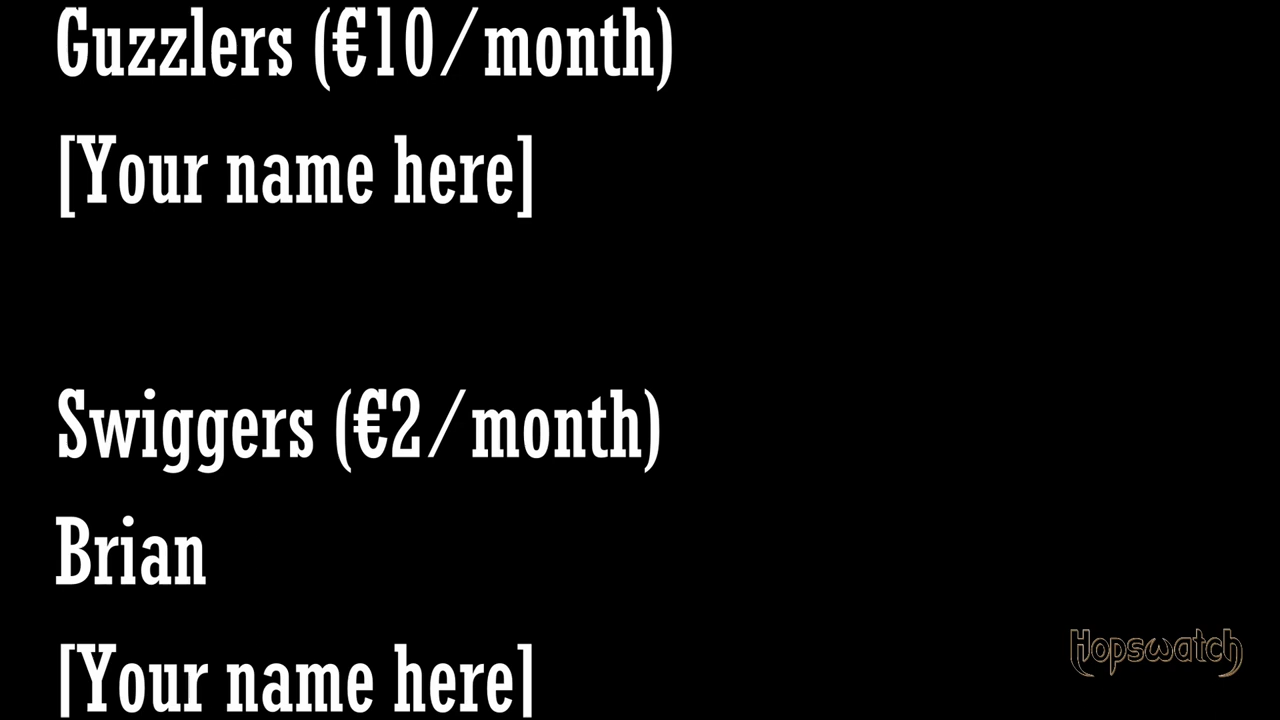 Guzzlers (€10/month)
[Your name here]
Swiggers (€2/month)
Brian
[Your name here]
Hopswatch